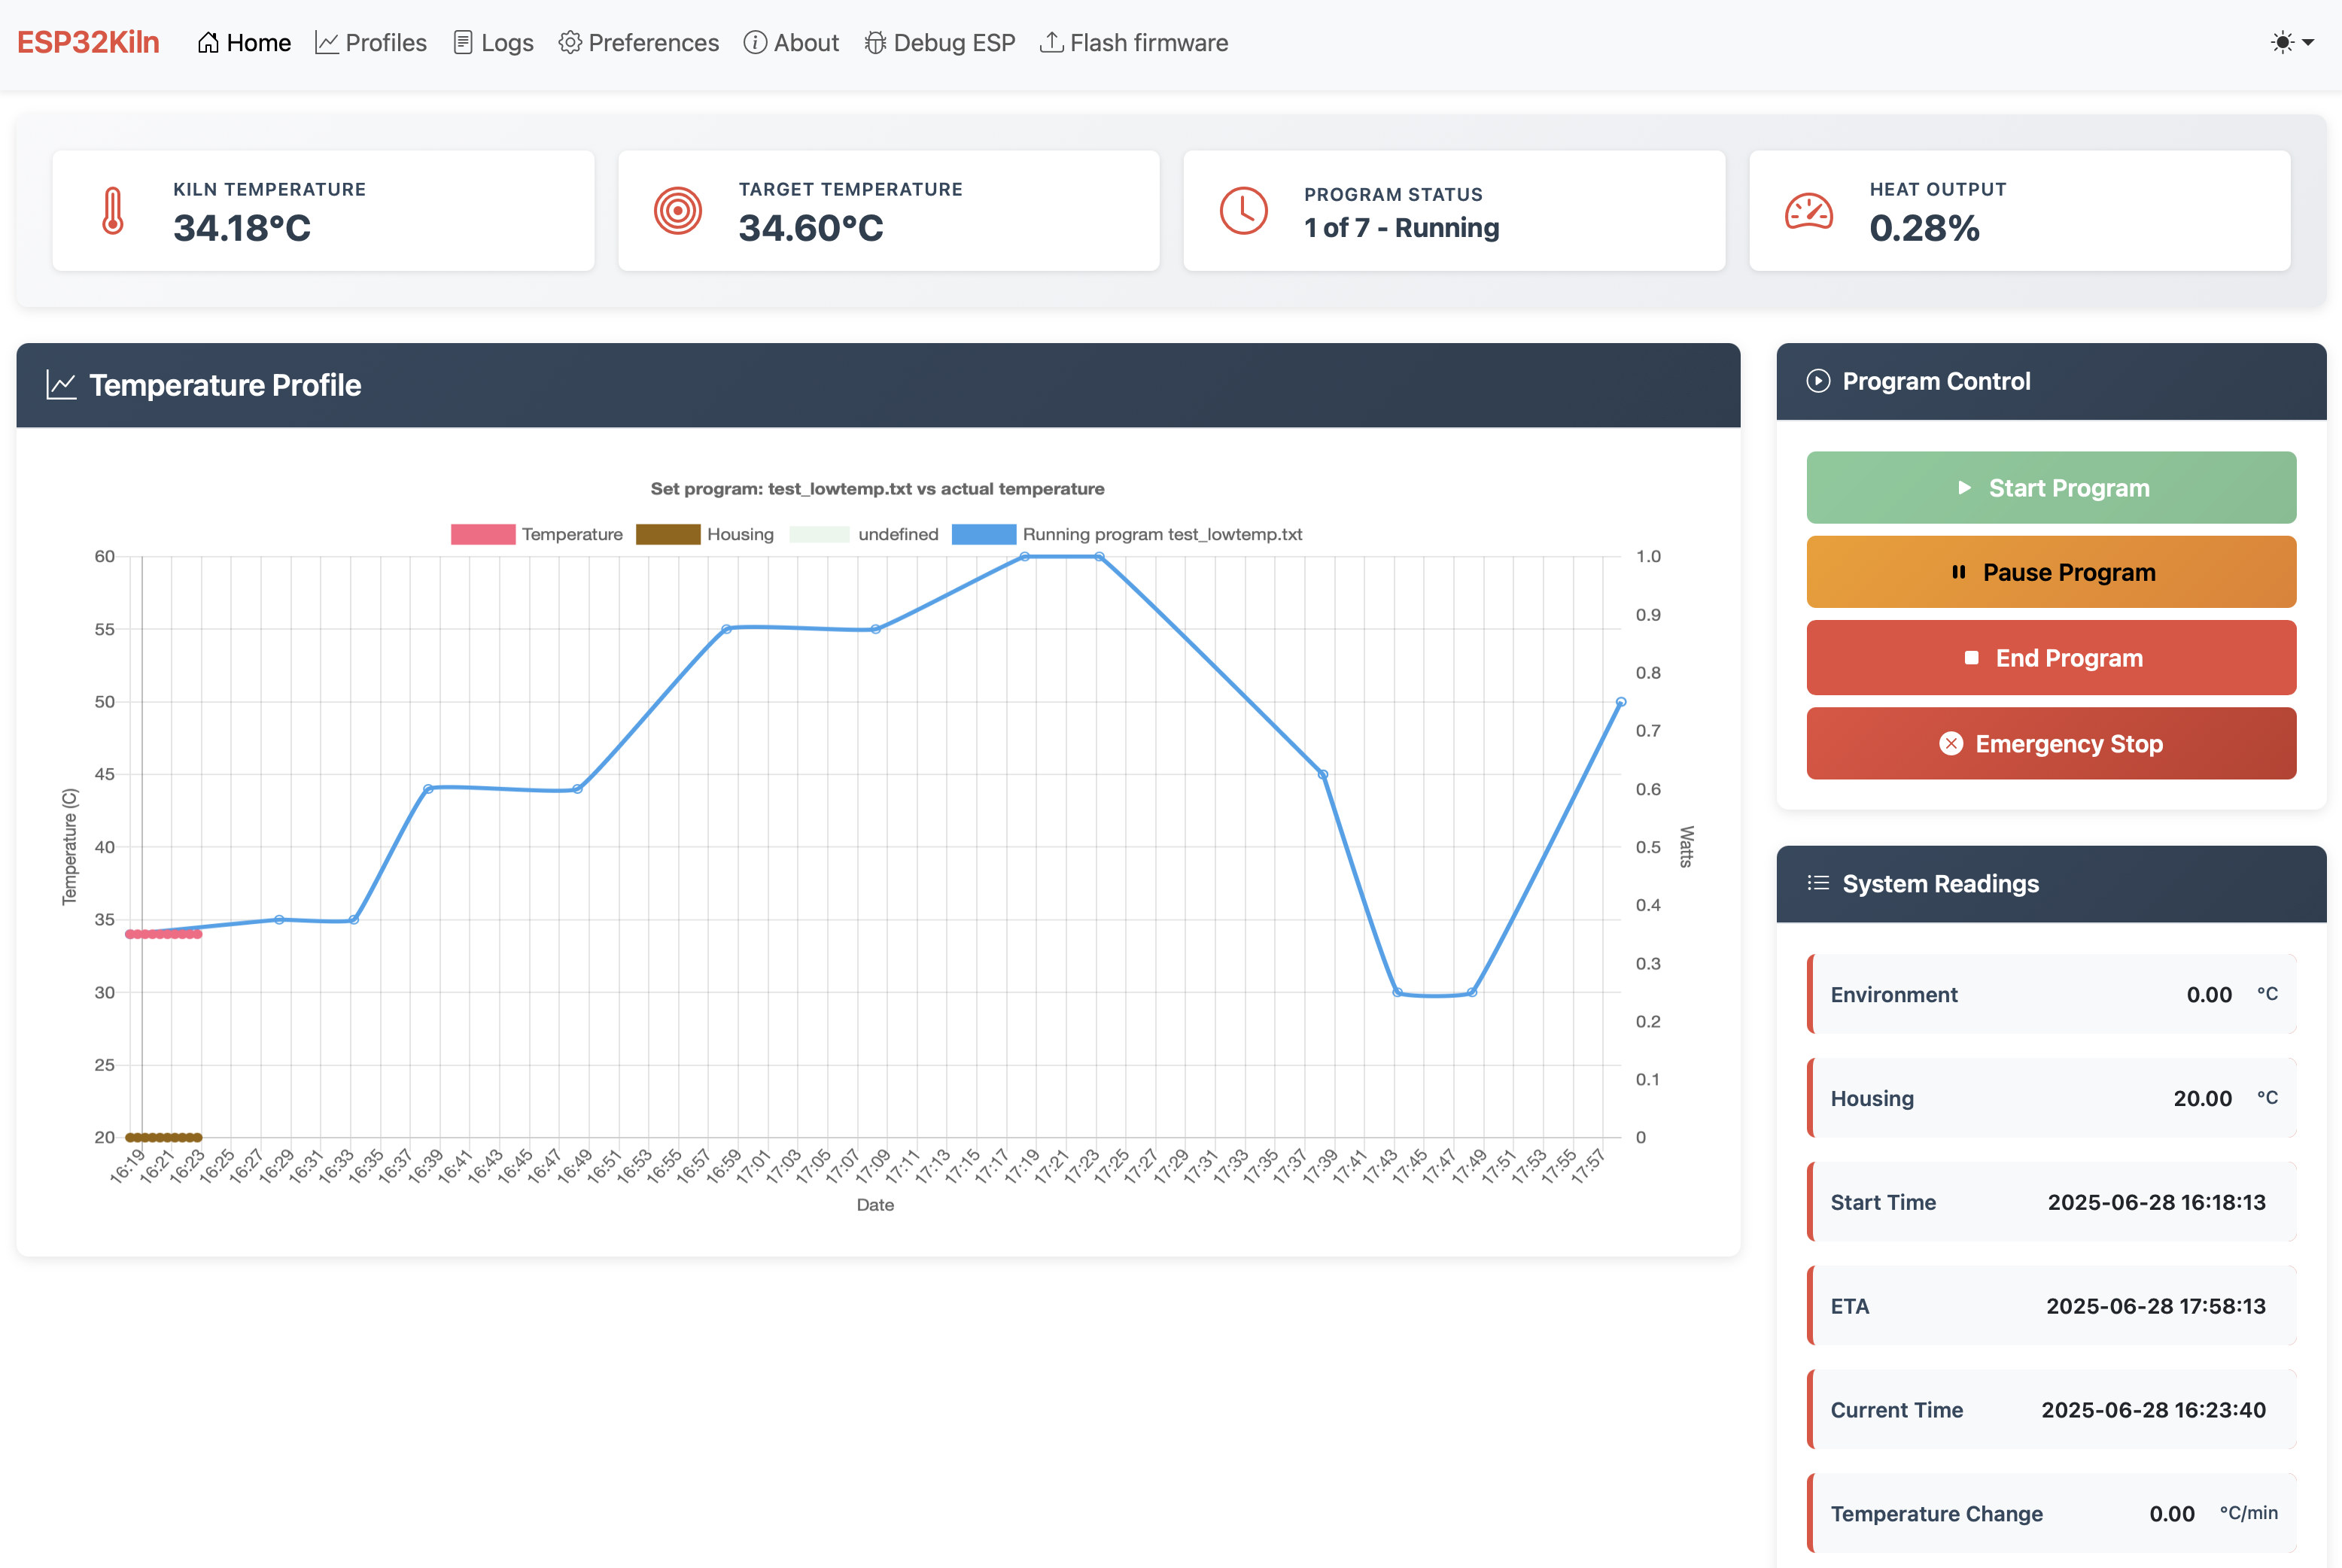 ESP32Kiln Home Profiles Logs Preferences About Debug ESP Flash firmware
KILN TEMPERATURE
34.18°C
TARGET TEMPERATURE
34.60°C
PROGRAM STATUS
1 of 7 - Running
HEAT OUTPUT
0.28%
Temperature Profile
Set program: test_lowtemp.txt vs actual temperature
Temperature Housing undefined Running program test_lowtemp.txt
Temperature (C)
60
55
50
45
40
35
30
25
20
1.0
0.9
0.8
0.7
0.6
0.5
0.4
0.3
0.2
0.1
0
Watts
16:19 16:21 16:23 16:25 16:27 16:29 16:31 16:33 16:35 16:37 16:39 16:41 16:43 16:45 16:47 16:49 16:51 16:53 16:55 16:57 16:59 17:01 17:03 17:05 17:07 17:09 17:11 17:13 17:15 17:17 17:19 17:21 17:23 17:25 17:27 17:29 17:31 17:33 17:35 17:37 17:39 17:41 17:43 17:45 17:47 17:49 17:51 17:53 17:55 17:57
Date
Program Control
Start Program
Pause Program
End Program
Emergency Stop
System Readings
Environment 0.00 °C
Housing 20.00 °C
Start Time 2025-06-28 16:18:13
ETA 2025-06-28 17:58:13
Current Time 2025-06-28 16:23:40
Temperature Change 0.00 °C/min